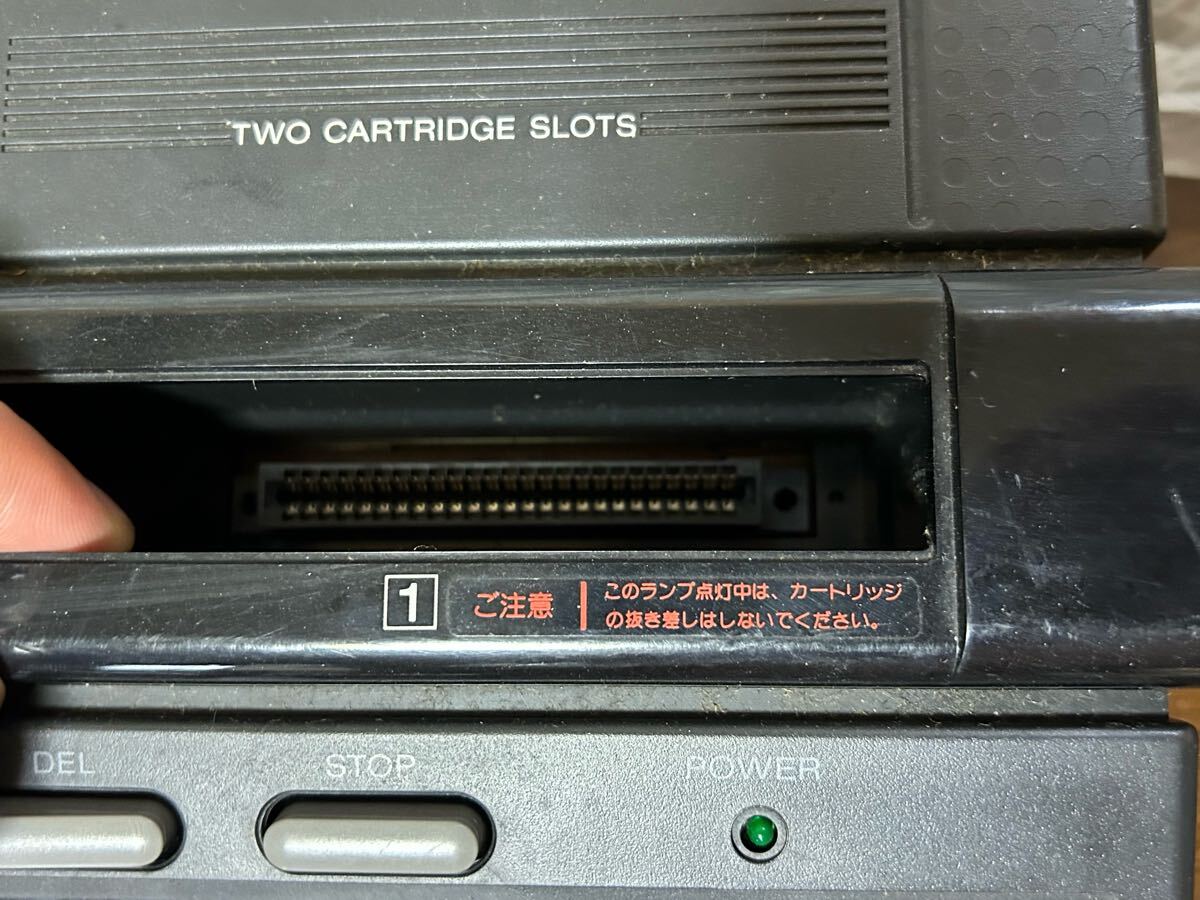 TWO CARTRIDGE SLOTS
1
ご注意
このランプ点灯中は、カートリッジ
の抜き差しはしないでください。
DEL
STOP
POWER